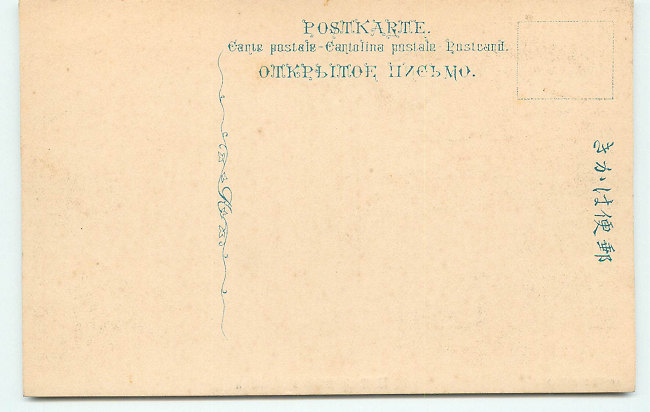 POSTKARTE.
Carte postale-Cartolina postale-Postcard.
ОТКРЫТОЕ ПИСЬМО.
きかは便郵